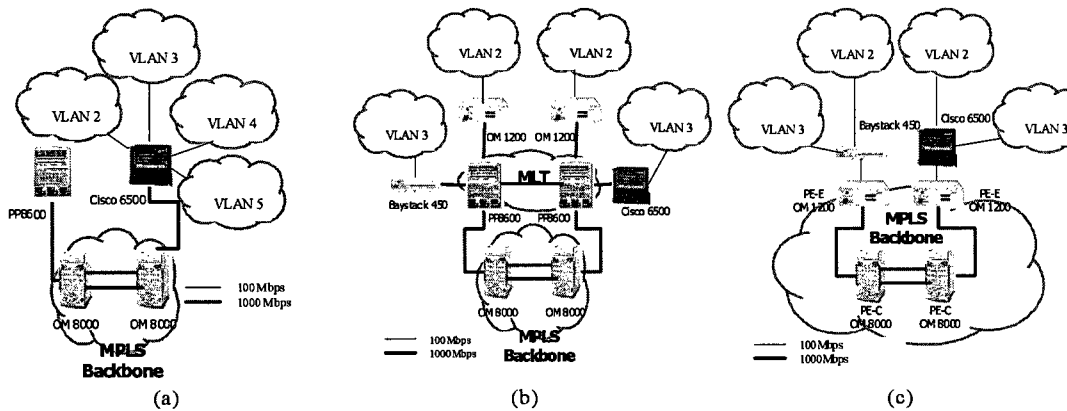 VLAN 3
VLAN 2
VLAN 4
PP8600
Cisco 6500
VLAN 5
OM 8000
OM 8000
100 Mbps
1000 Mbps
MPLS
Backbone
(a)
VLAN 2
VLAN 2
VLAN 3
OM 1200
OM 1200
VLAN 3
MLT
Baystack 450
PP8600
PP8600
Cisco 6500
OM 8000
OM 8000
100 Mbps
1000 Mbps
MPLS
Backbone
(b)
VLAN 2
VLAN 2
Baystack 450
Cisco 6500
VLAN 3
VLAN 3
PE-E
OM 1200
PE-E
OM 1200
MPLS
Backbone
PE-C
OM 8000
PE-C
OM 8000
100 Mbps
1000 Mbps
(c)